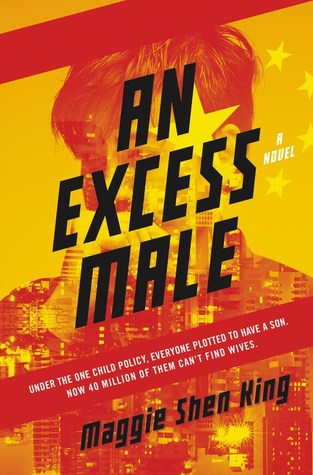 AN
EXCESS
MALE
A
NOVEL
UNDER THE ONE CHILD POLICY, EVERYONE PLOTTED TO HAVE A SON.
NOW 40 MILLION OF THEM CAN'T FIND WIVES.
Maggie Shen King